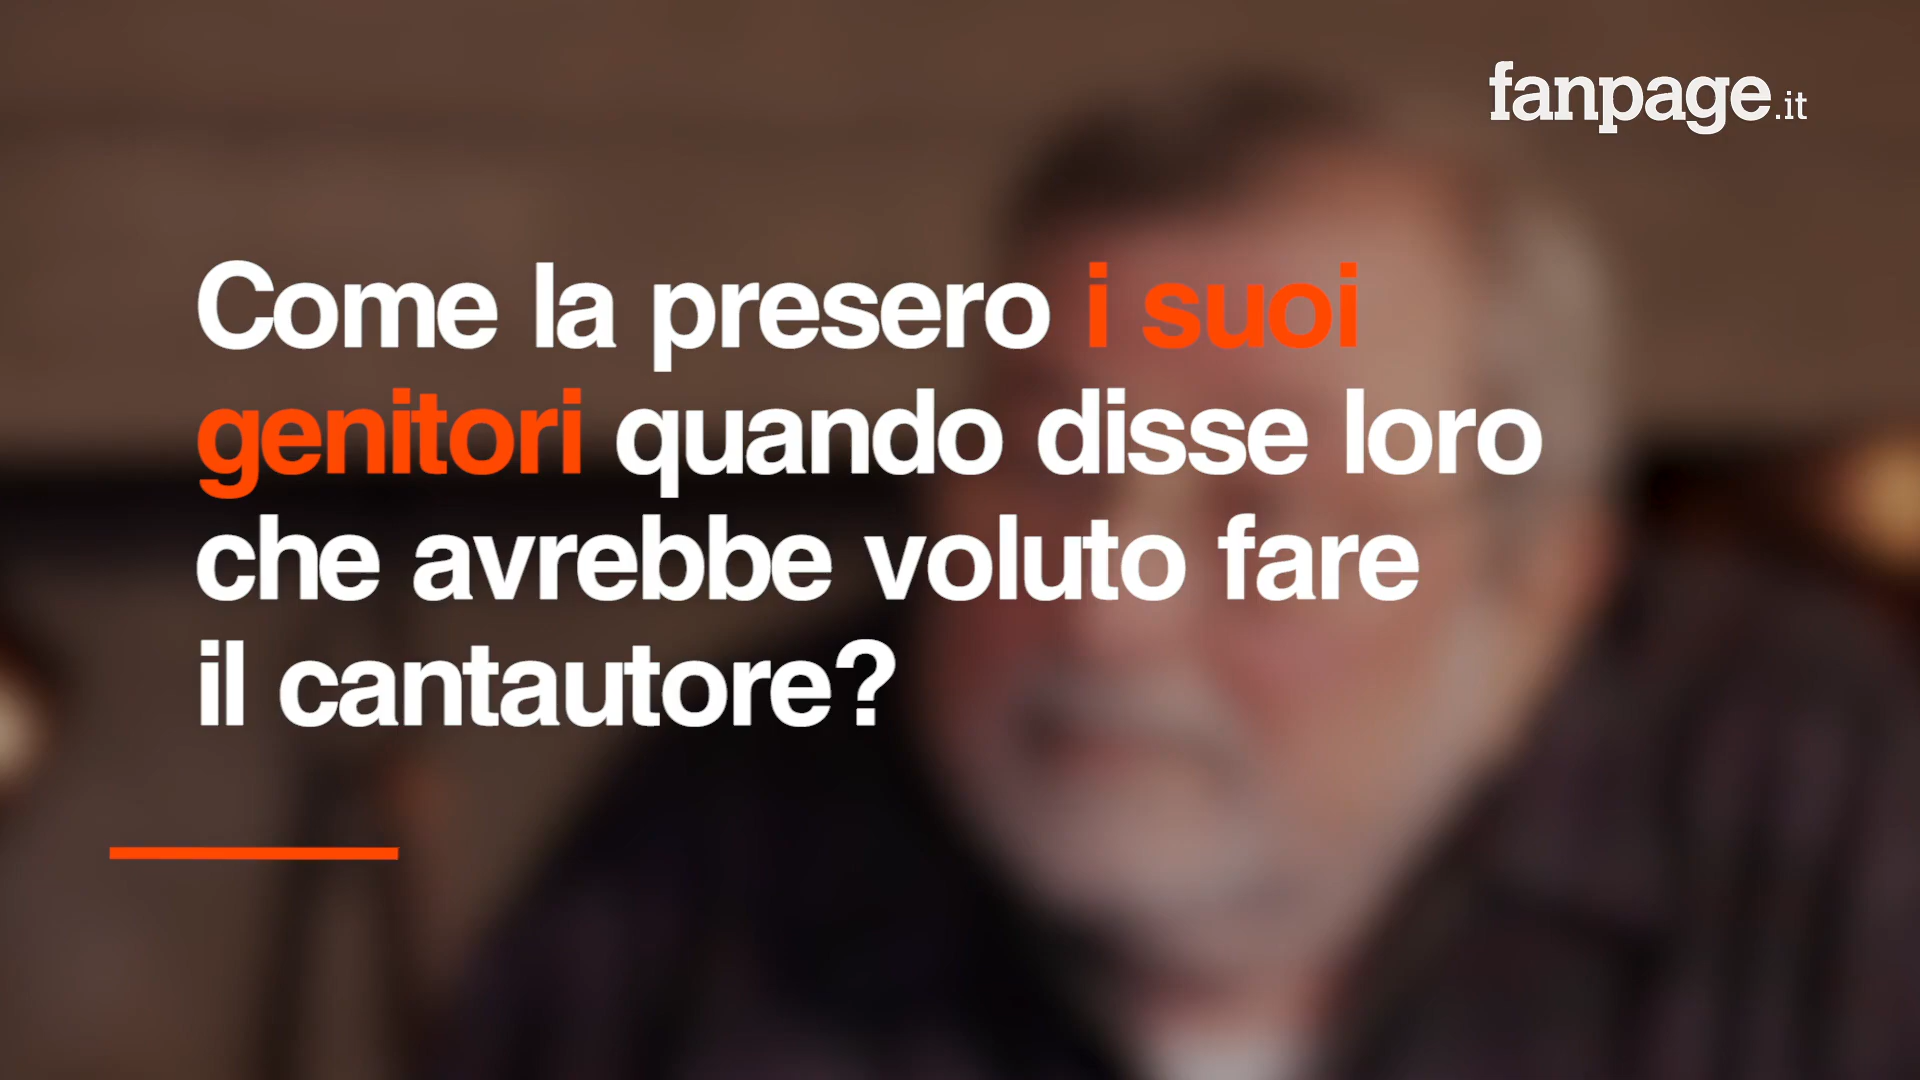 fanpage.it
Come la presero i suoi
genitori quando disse loro
che avrebbe voluto fare
il cantautore?